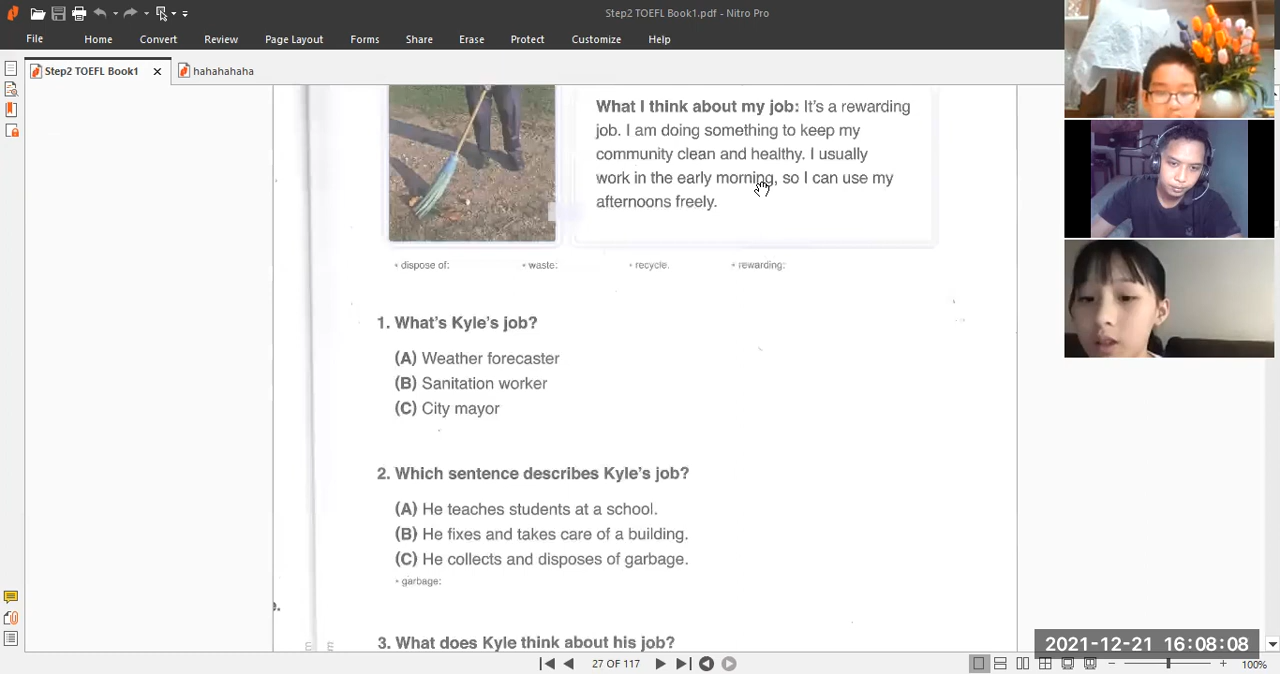 Step2 TOEFL Book1.pdf - Nitro Pro
File Home Convert Review Page Layout Forms Share Erase Protect Customize Help
Step2 TOEFL Book1 hahahahaha
What I think about my job: It's a rewarding
job. I am doing something to keep my
community clean and healthy. I usually
work in the early morning, so I can use my
afternoons freely.
• dispose of: • waste: • recycle. • rewarding:
1. What's Kyle's job?
(A) Weather forecaster
(B) Sanitation worker
(C) City mayor
2. Which sentence describes Kyle's job?
(A) He teaches students at a school.
(B) He fixes and takes care of a building.
(C) He collects and disposes of garbage.
• garbage:
e.
3. What does Kyle think about his job?
2021-12-21 16:08:08
27 OF 117
100%